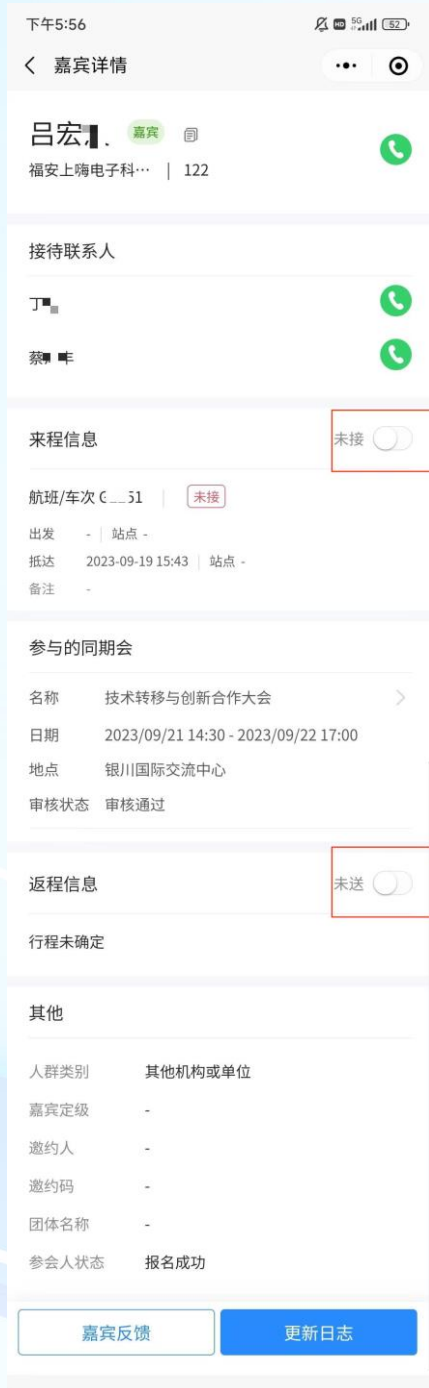 下午5:56 HD 5G 52
嘉宾详情
吕宏 嘉宾
福安上嗨电子科… | 122
接待联系人
丁
蔡
来程信息 未接
航班/车次 51 未接
出发 - 站点 -
抵达 2023-09-19 15:43 站点 -
备注 -
参与的同期会
名称 技术转移与创新合作大会
日期 2023/09/21 14:30 - 2023/09/22 17:00
地点 银川国际交流中心
审核状态 审核通过
返程信息 未送
行程未确定
其他
人群类别 其他机构或单位
嘉宾定级 -
邀约人 -
邀约码 -
团体名称 -
参会人状态 报名成功
嘉宾反馈 更新日志